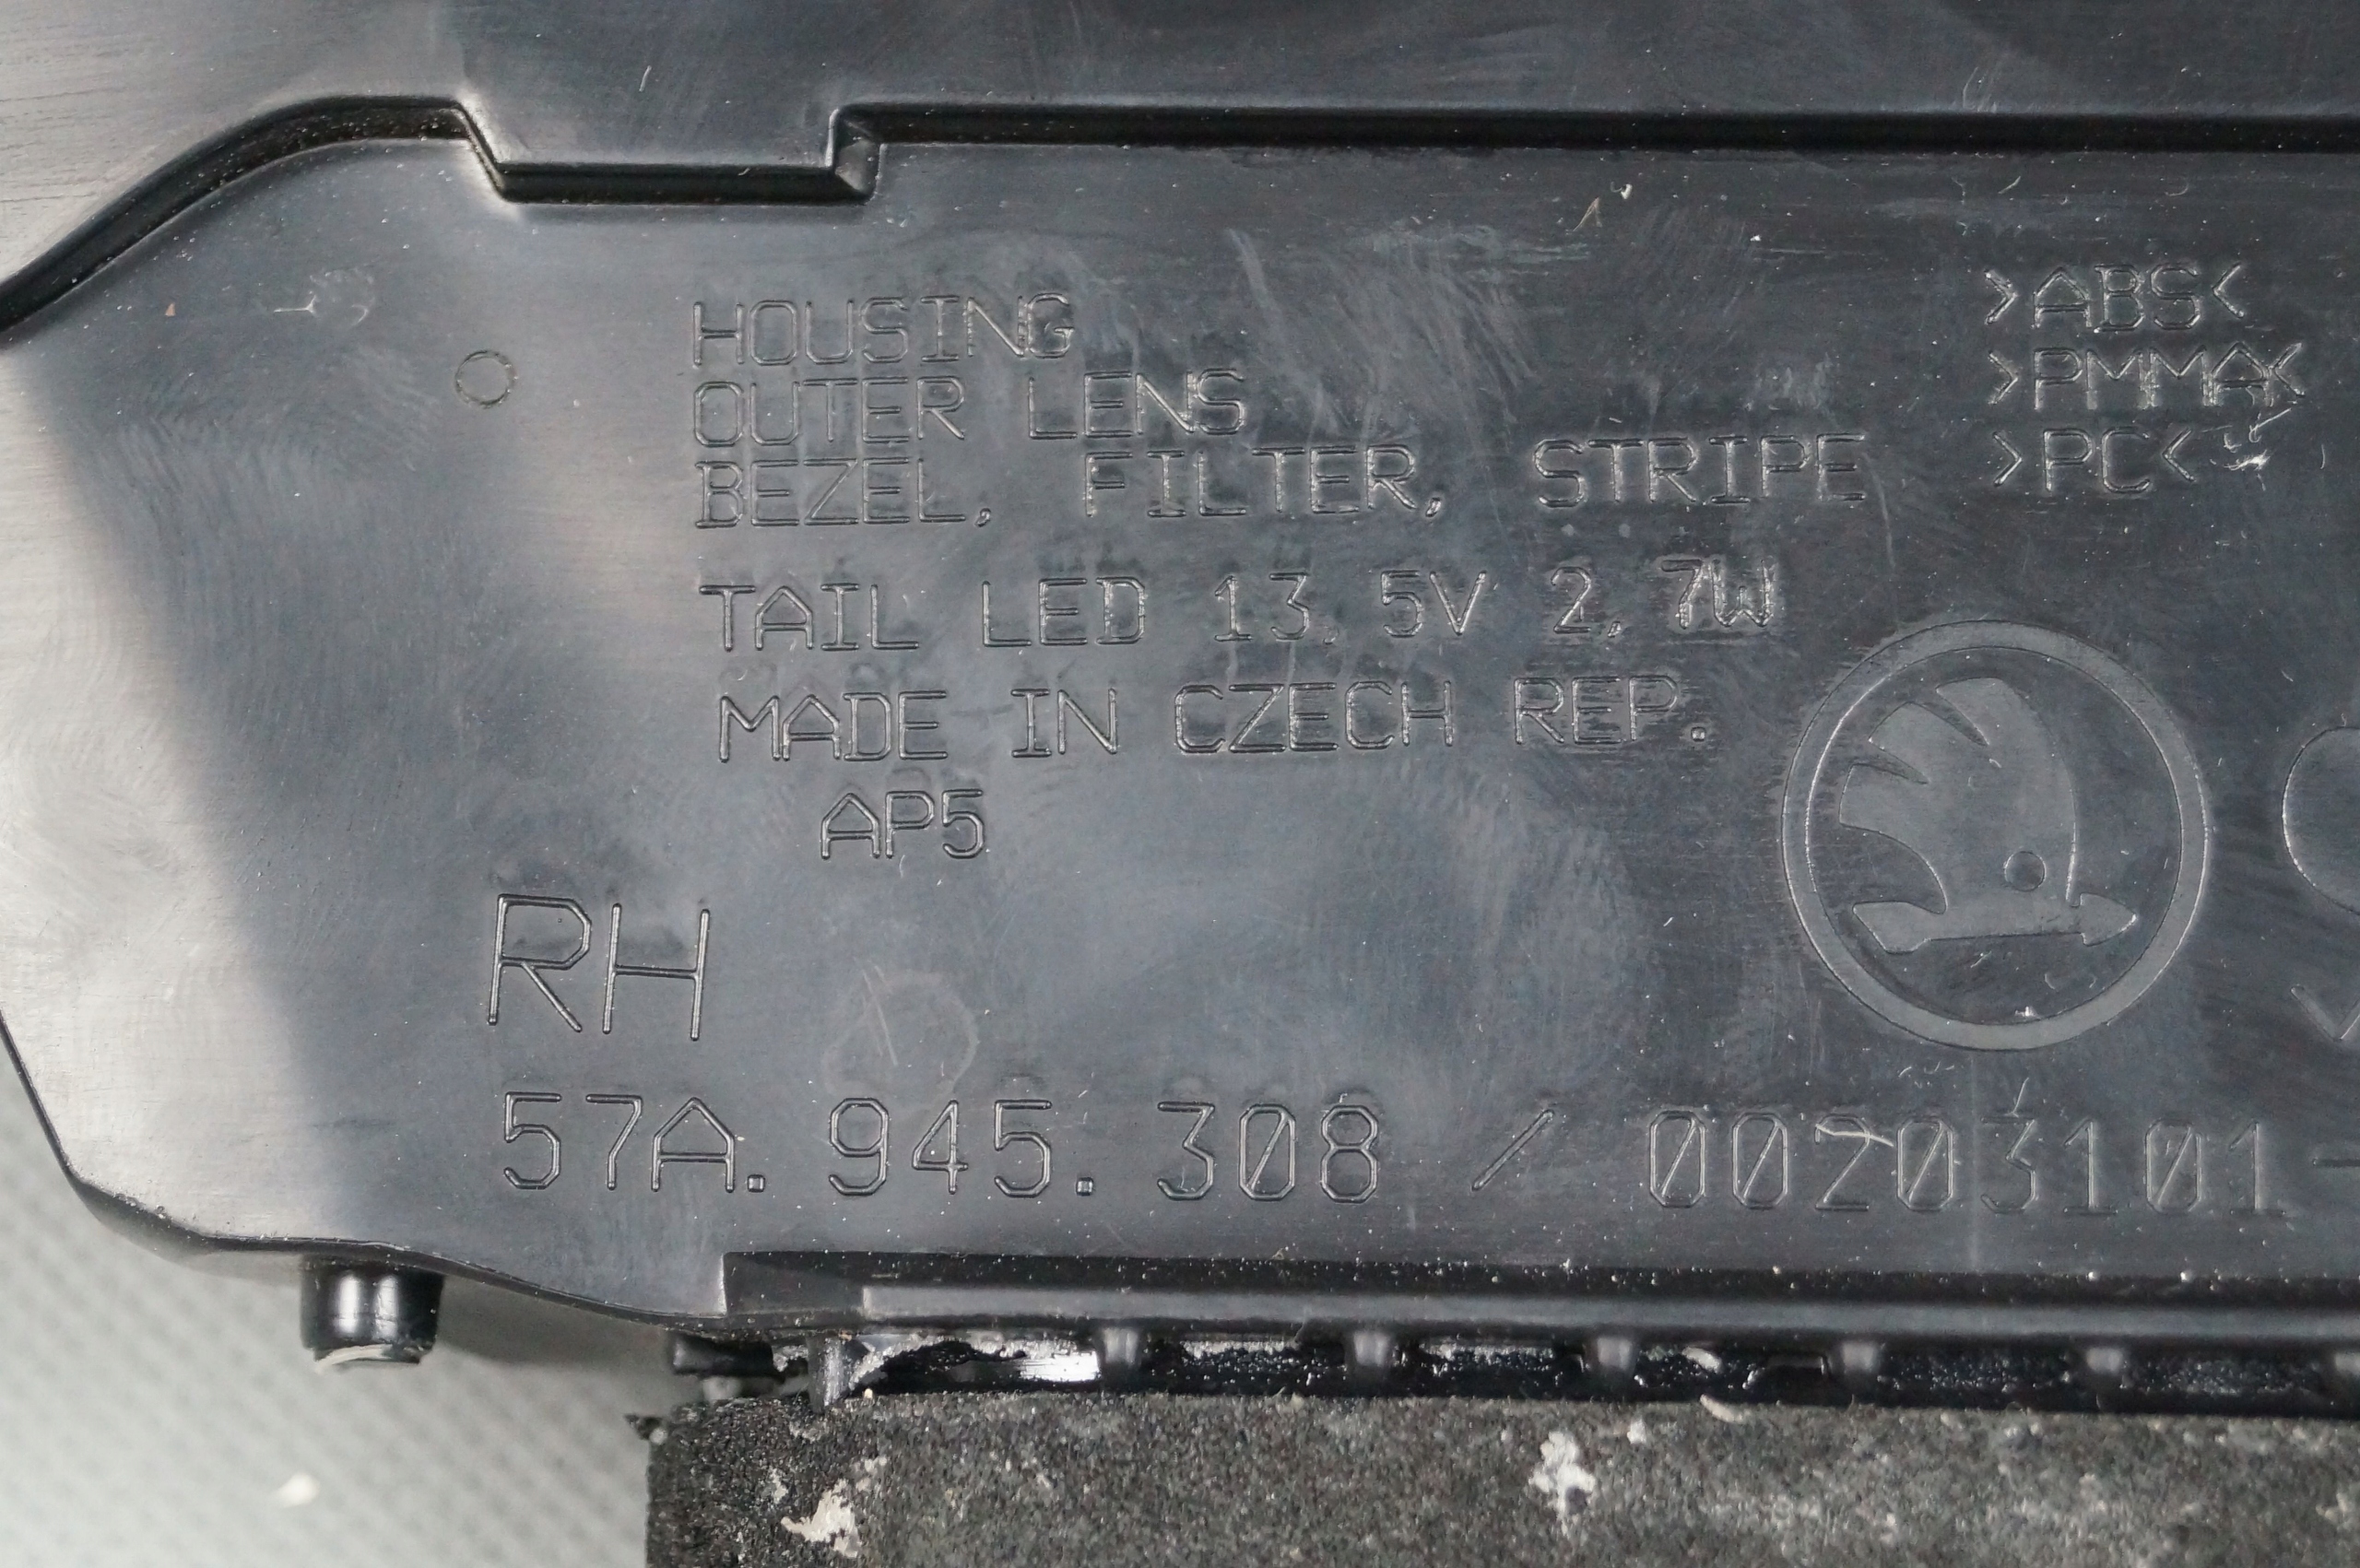 HOUSING >ABS<
OUTER LENS >PMMA<
BEZEL, FILTER, STRIPE >PC<
TAIL LED 13,5V 2,7W
MADE IN CZECH REP.
AP5
RH
57A.945.308 / 00203101-